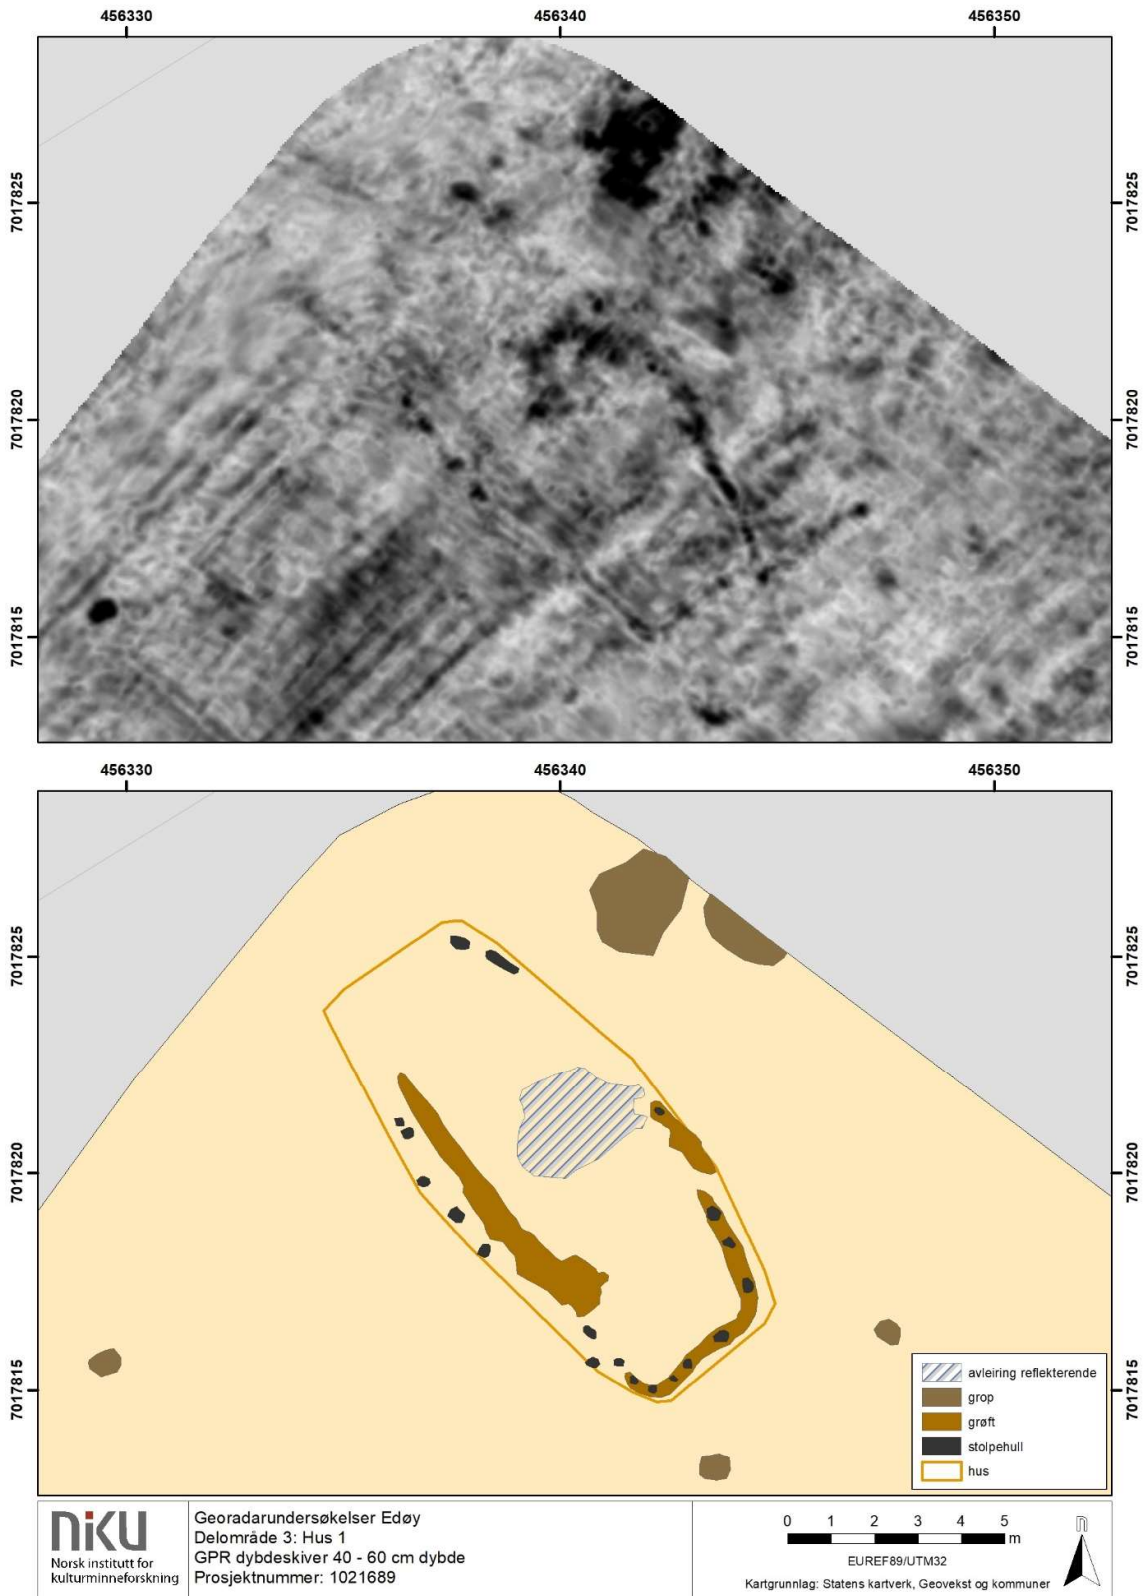 456330 456340 456350
7017825 7017825
7017820 7017820
7017815 7017815
456330 456340 456350
7017825 7017825
7017820 7017820
7017815 7017815
avleiring reflekterende
grop
grøft
stolpehull
hus
niku
Norsk institutt for
kulturminneforskning
Georadarundersøkelser Edøy
Delområde 3: Hus 1
GPR dybdeskiver 40 - 60 cm dybde
Prosjektnummer: 1021689
0 1 2 3 4 5
m
EUREF89/UTM32
Kartgrunnlag: Statens kartverk, Geovekst og kommuner
n